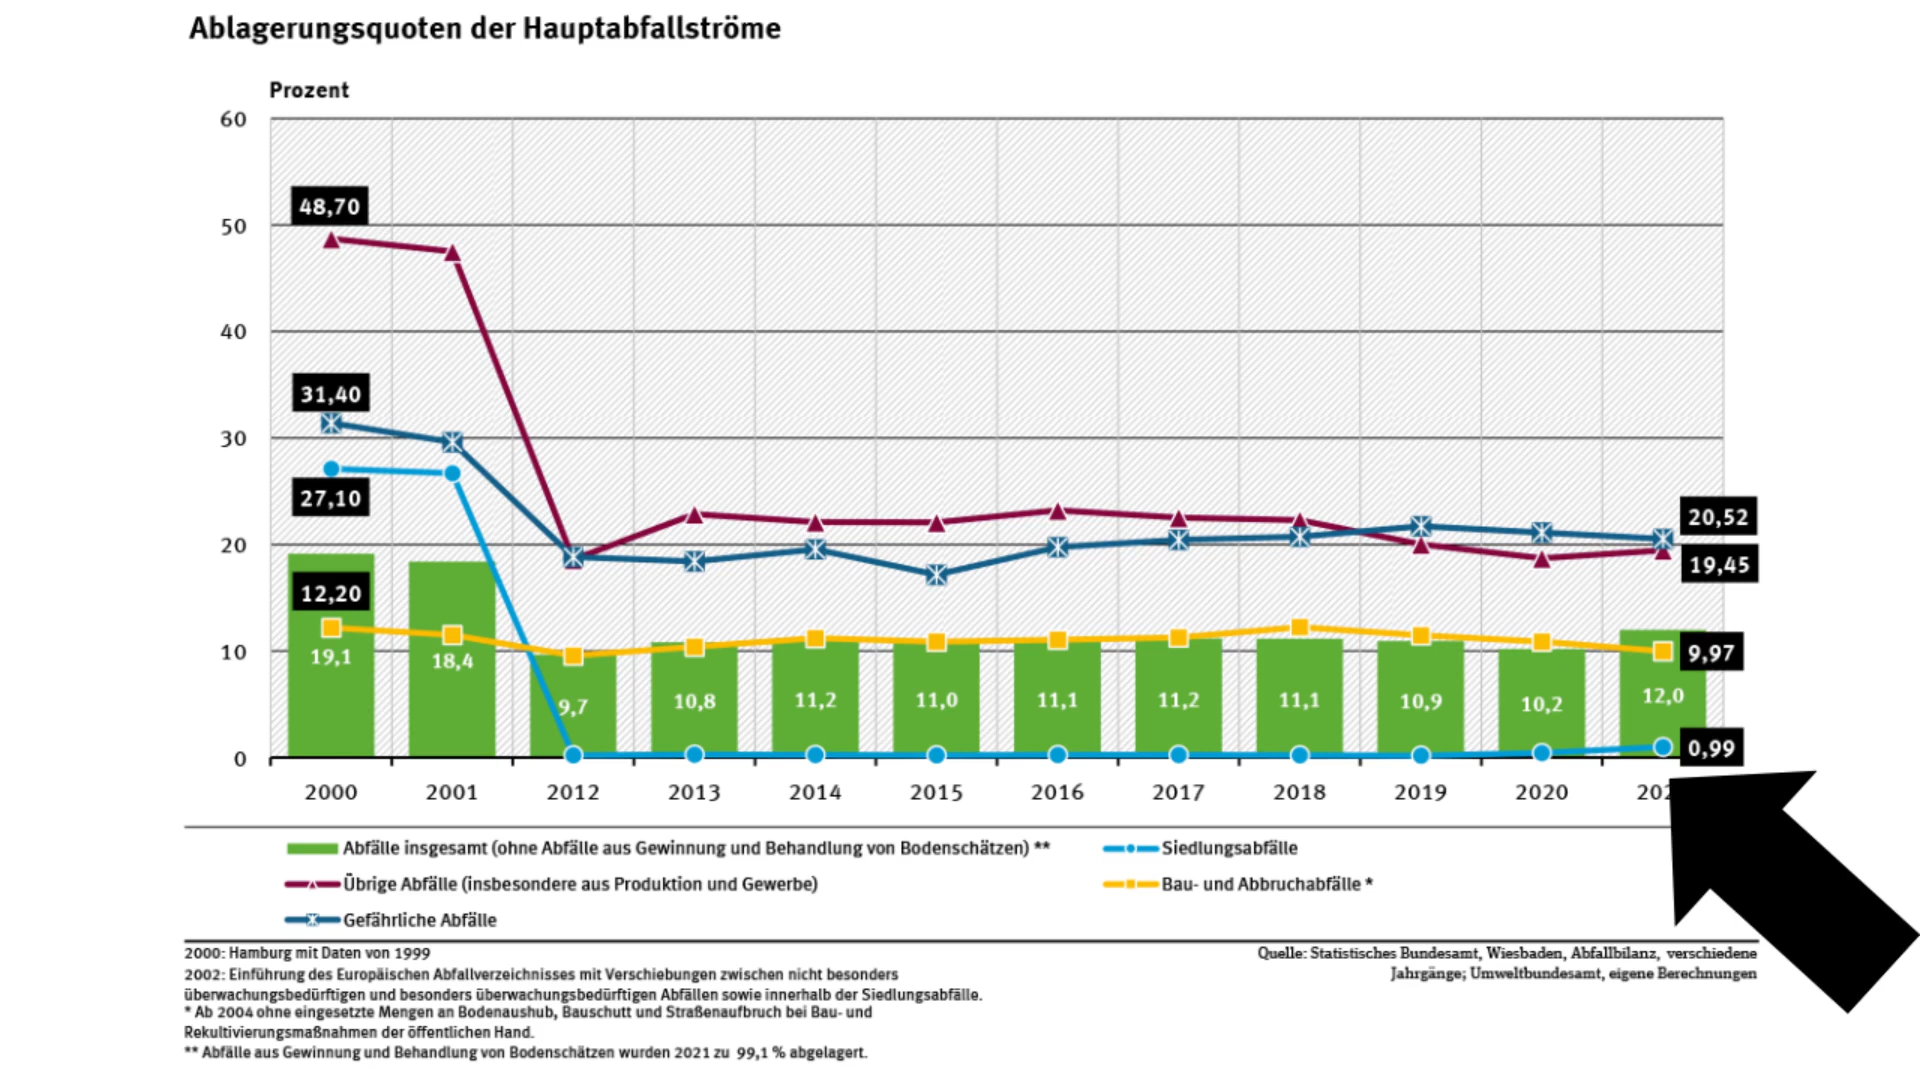 Ablagerungsquoten der Hauptabfallströme
Prozent
60
50
40
30
20
10
0
48,70
31,40
27,10
12,20
19,1
18,4
9,7
10,8
11,2
11,0
11,1
11,2
11,1
10,9
10,2
12,0
20,52
19,45
9,97
0,99
2000 2001 2012 2013 2014 2015 2016 2017 2018 2019 2020
Abfälle insgesamt (ohne Abfälle aus Gewinnung und Behandlung von Bodenschätzen) **
Siedlungsabfälle
Übrige Abfälle (insbesondere aus Produktion und Gewerbe)
Bau- und Abbruchabfälle *
Gefährliche Abfälle
2000: Hamburg mit Daten von 1999
2002: Einführung des Europäischen Abfallverzeichnisses mit Verschiebungen zwischen nicht besonders
überwachungsbedürftigen und besonders überwachungsbedürftigen Abfällen sowie innerhalb der Siedlungsabfälle.
* Ab 2004 ohne eingesetzte Mengen an Bodenaushub, Bauschutt und Straßenaufbruch bei Bau- und
Rekultivierungsmaßnahmen der öffentlichen Hand.
** Abfälle aus Gewinnung und Behandlung von Bodenschätzen wurden 2021 zu 99,1 % abgelagert.
Quelle: Statistisches Bundesamt, Wiesbaden, Abfallbilanz, verschiedene
Jahrgänge; Umweltbundesamt, eigene Berechnungen